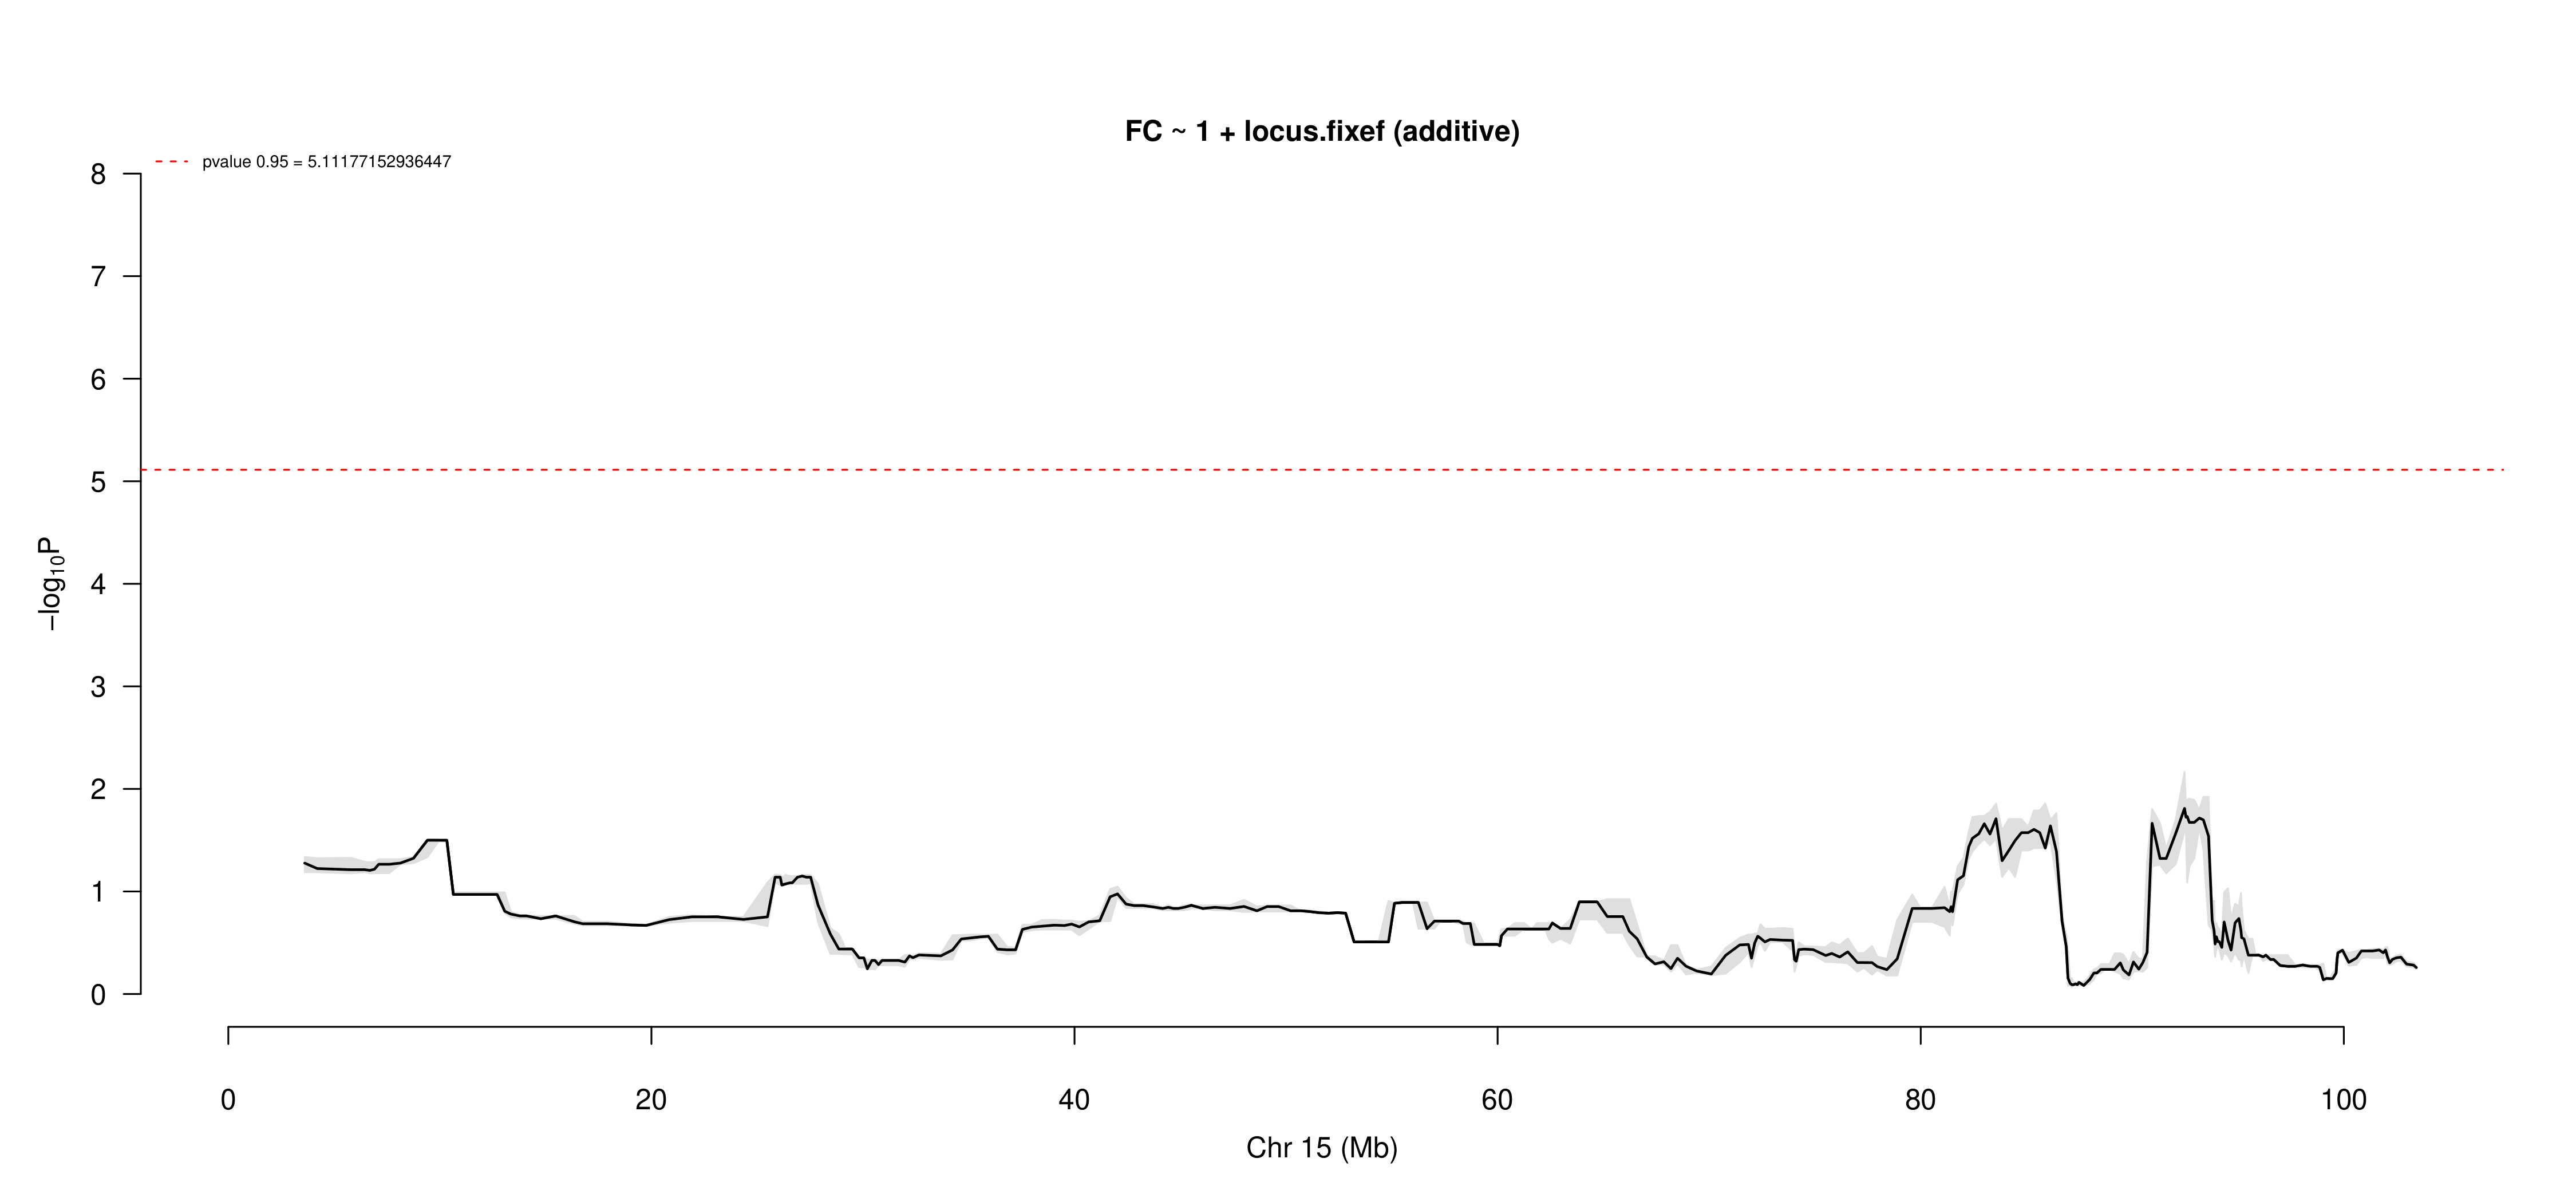 FC ~ 1 + locus.fixef (additive)
pvalue 0.95 = 5.11177152936447
8
7
6
5
4
3
2
1
0
−log10P
0 20 40 60 80 100
Chr 15 (Mb)